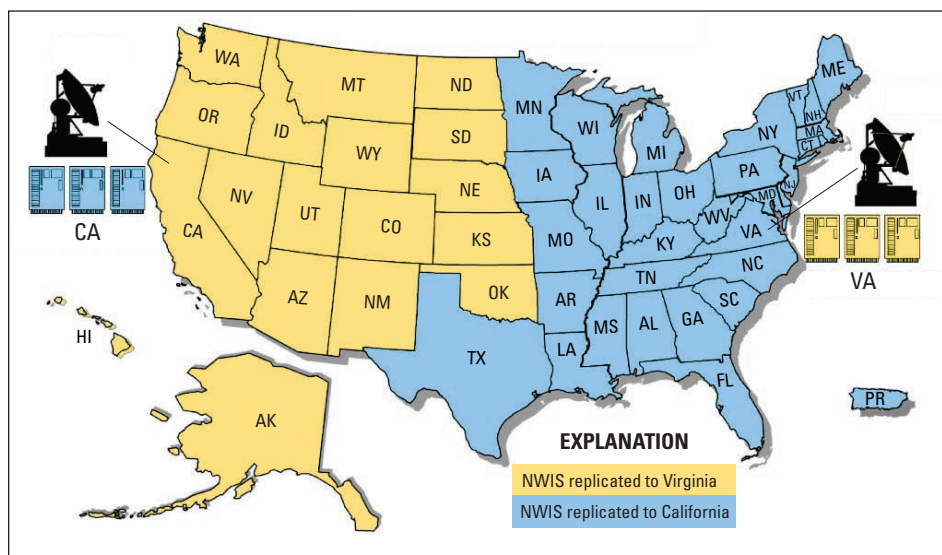 WA
MT
ND
MN
ME
VT
NH
OR
ID
SD
WI
NY
MA
CT
WY
MI
CA
NV
NE
IA
PA
NJ
UT
CO
IL
IN
OH
MD
WV
VA
CA
KS
MO
KY
VA
AZ
NM
OK
AR
TN
NC
SC
HI
TX
LA
MS
AL
GA
FL
AK
PR
EXPLANATION
NWIS replicated to Virginia
NWIS replicated to California